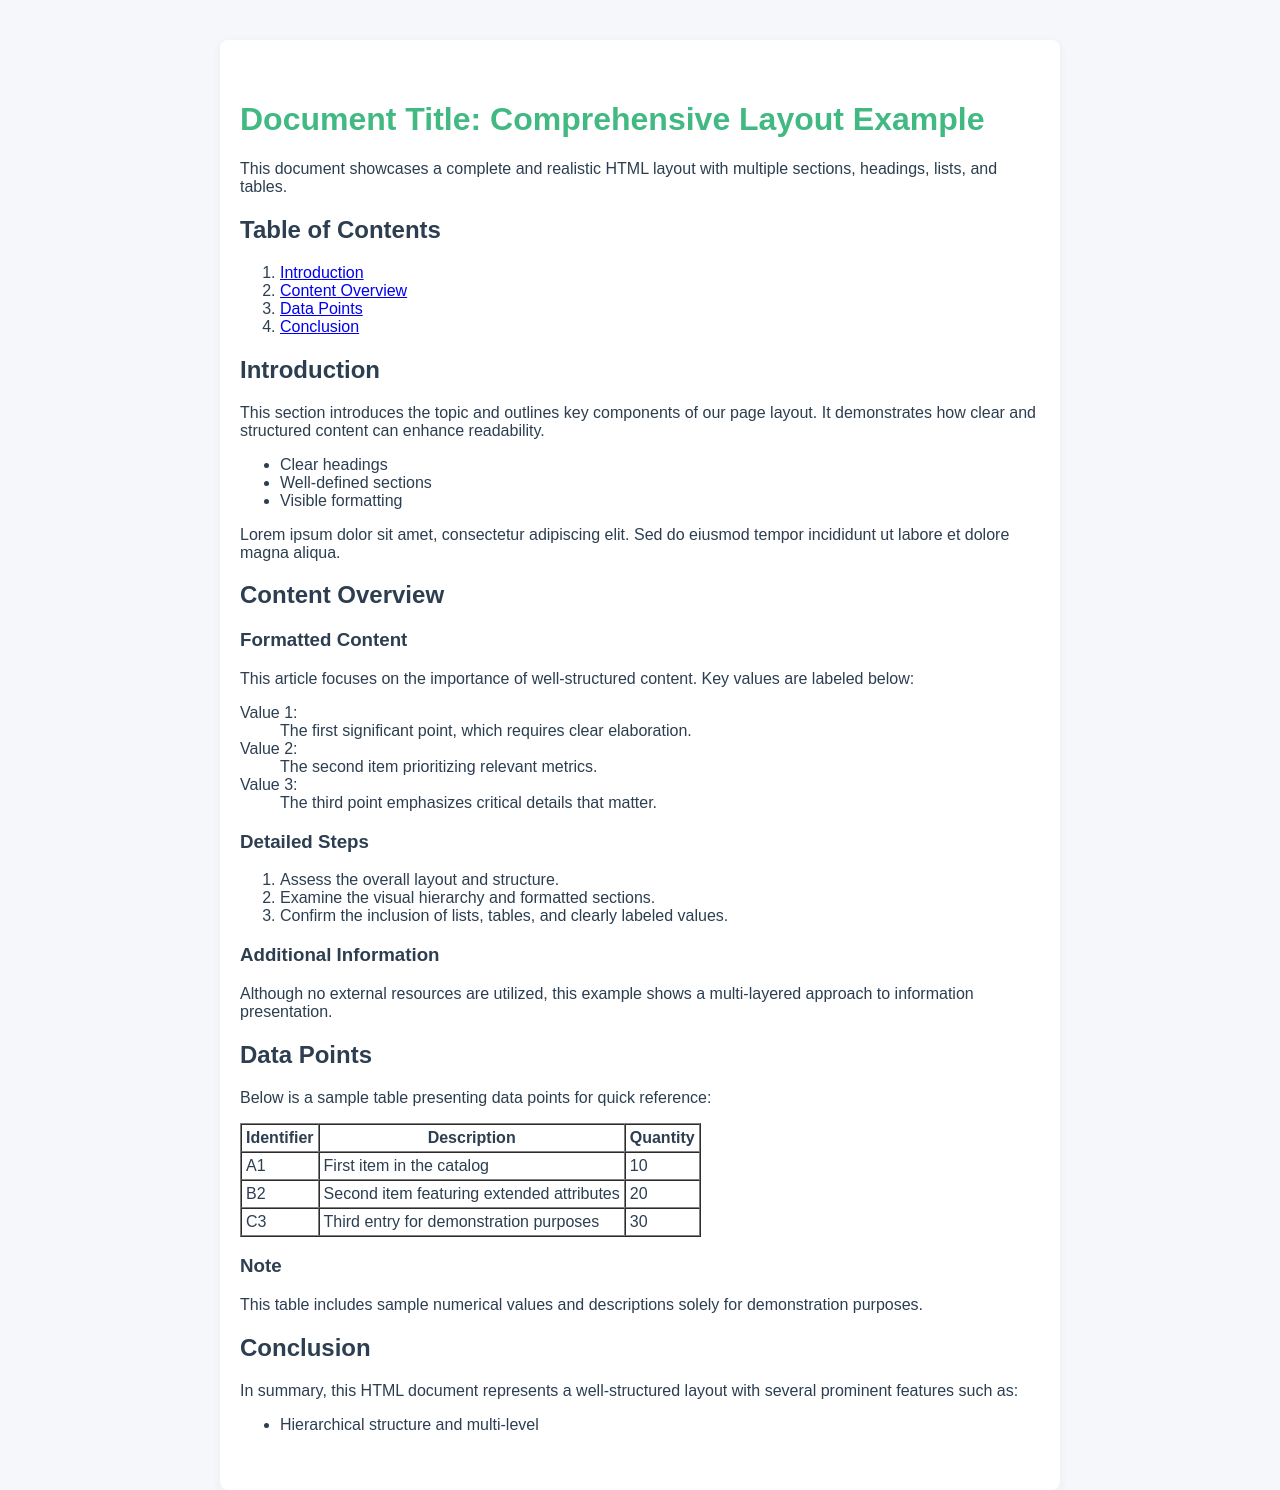 Document Title: Comprehensive Layout Example
This document showcases a complete and realistic HTML layout with multiple sections, headings, lists, and
tables.
Table of Contents
1. Introduction
2. Content Overview
3. Data Points
4. Conclusion
Introduction
This section introduces the topic and outlines key components of our page layout. It demonstrates how clear and
structured content can enhance readability.
• Clear headings
• Well-defined sections
• Visible formatting
Lorem ipsum dolor sit amet, consectetur adipiscing elit. Sed do eiusmod tempor incididunt ut labore et dolore
magna aliqua.
Content Overview
Formatted Content
This article focuses on the importance of well-structured content. Key values are labeled below:
Value 1:
The first significant point, which requires clear elaboration.
Value 2:
The second item prioritizing relevant metrics.
Value 3:
The third point emphasizes critical details that matter.
Detailed Steps
1. Assess the overall layout and structure.
2. Examine the visual hierarchy and formatted sections.
3. Confirm the inclusion of lists, tables, and clearly labeled values.
Additional Information
Although no external resources are utilized, this example shows a multi-layered approach to information
presentation.
Data Points
Below is a sample table presenting data points for quick reference:
Identifier Description Quantity
A1 First item in the catalog 10
B2 Second item featuring extended attributes 20
C3 Third entry for demonstration purposes 30
Note
This table includes sample numerical values and descriptions solely for demonstration purposes.
Conclusion
In summary, this HTML document represents a well-structured layout with several prominent features such as:
• Hierarchical structure and multi-level